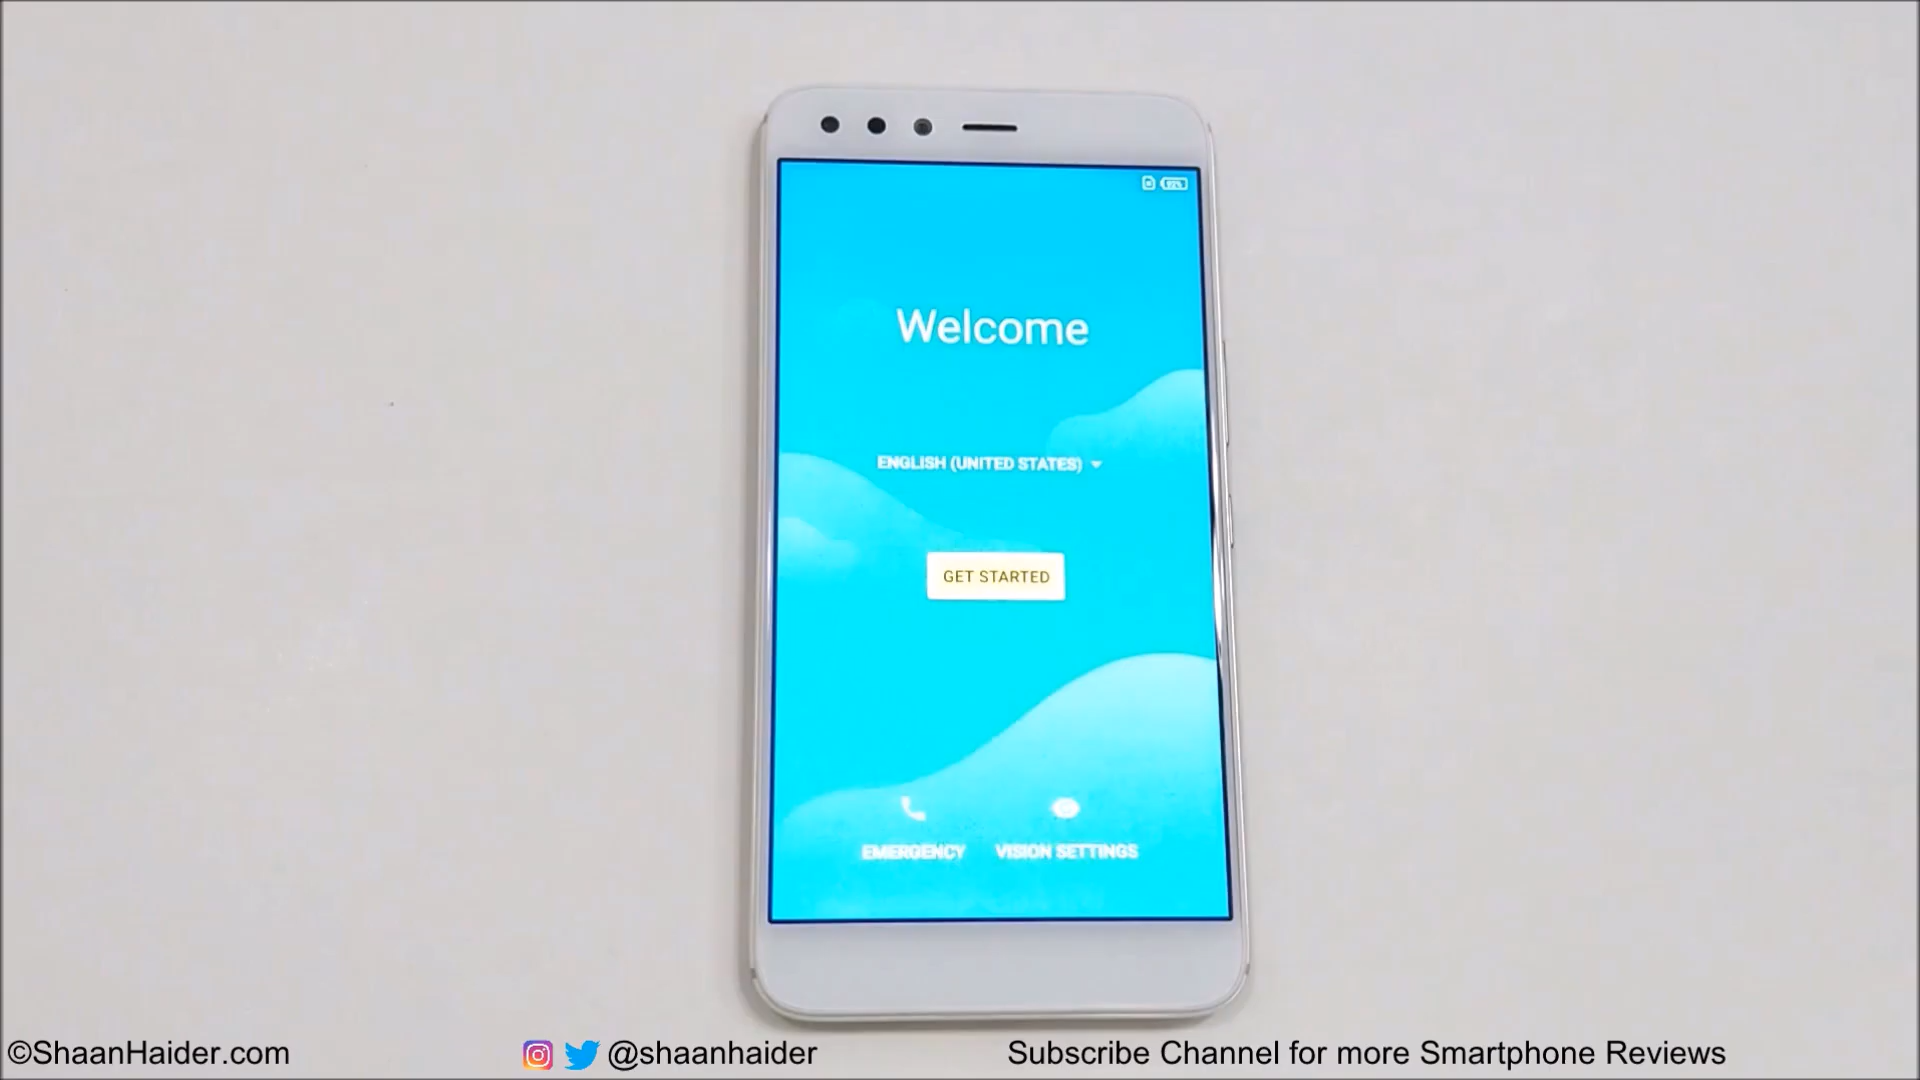 Welcome
ENGLISH (UNITED STATES)
GET STARTED
EMERGENCY VISION SETTINGS
©ShaanHaider.com @shaanhaider Subscribe Channel for more Smartphone Reviews